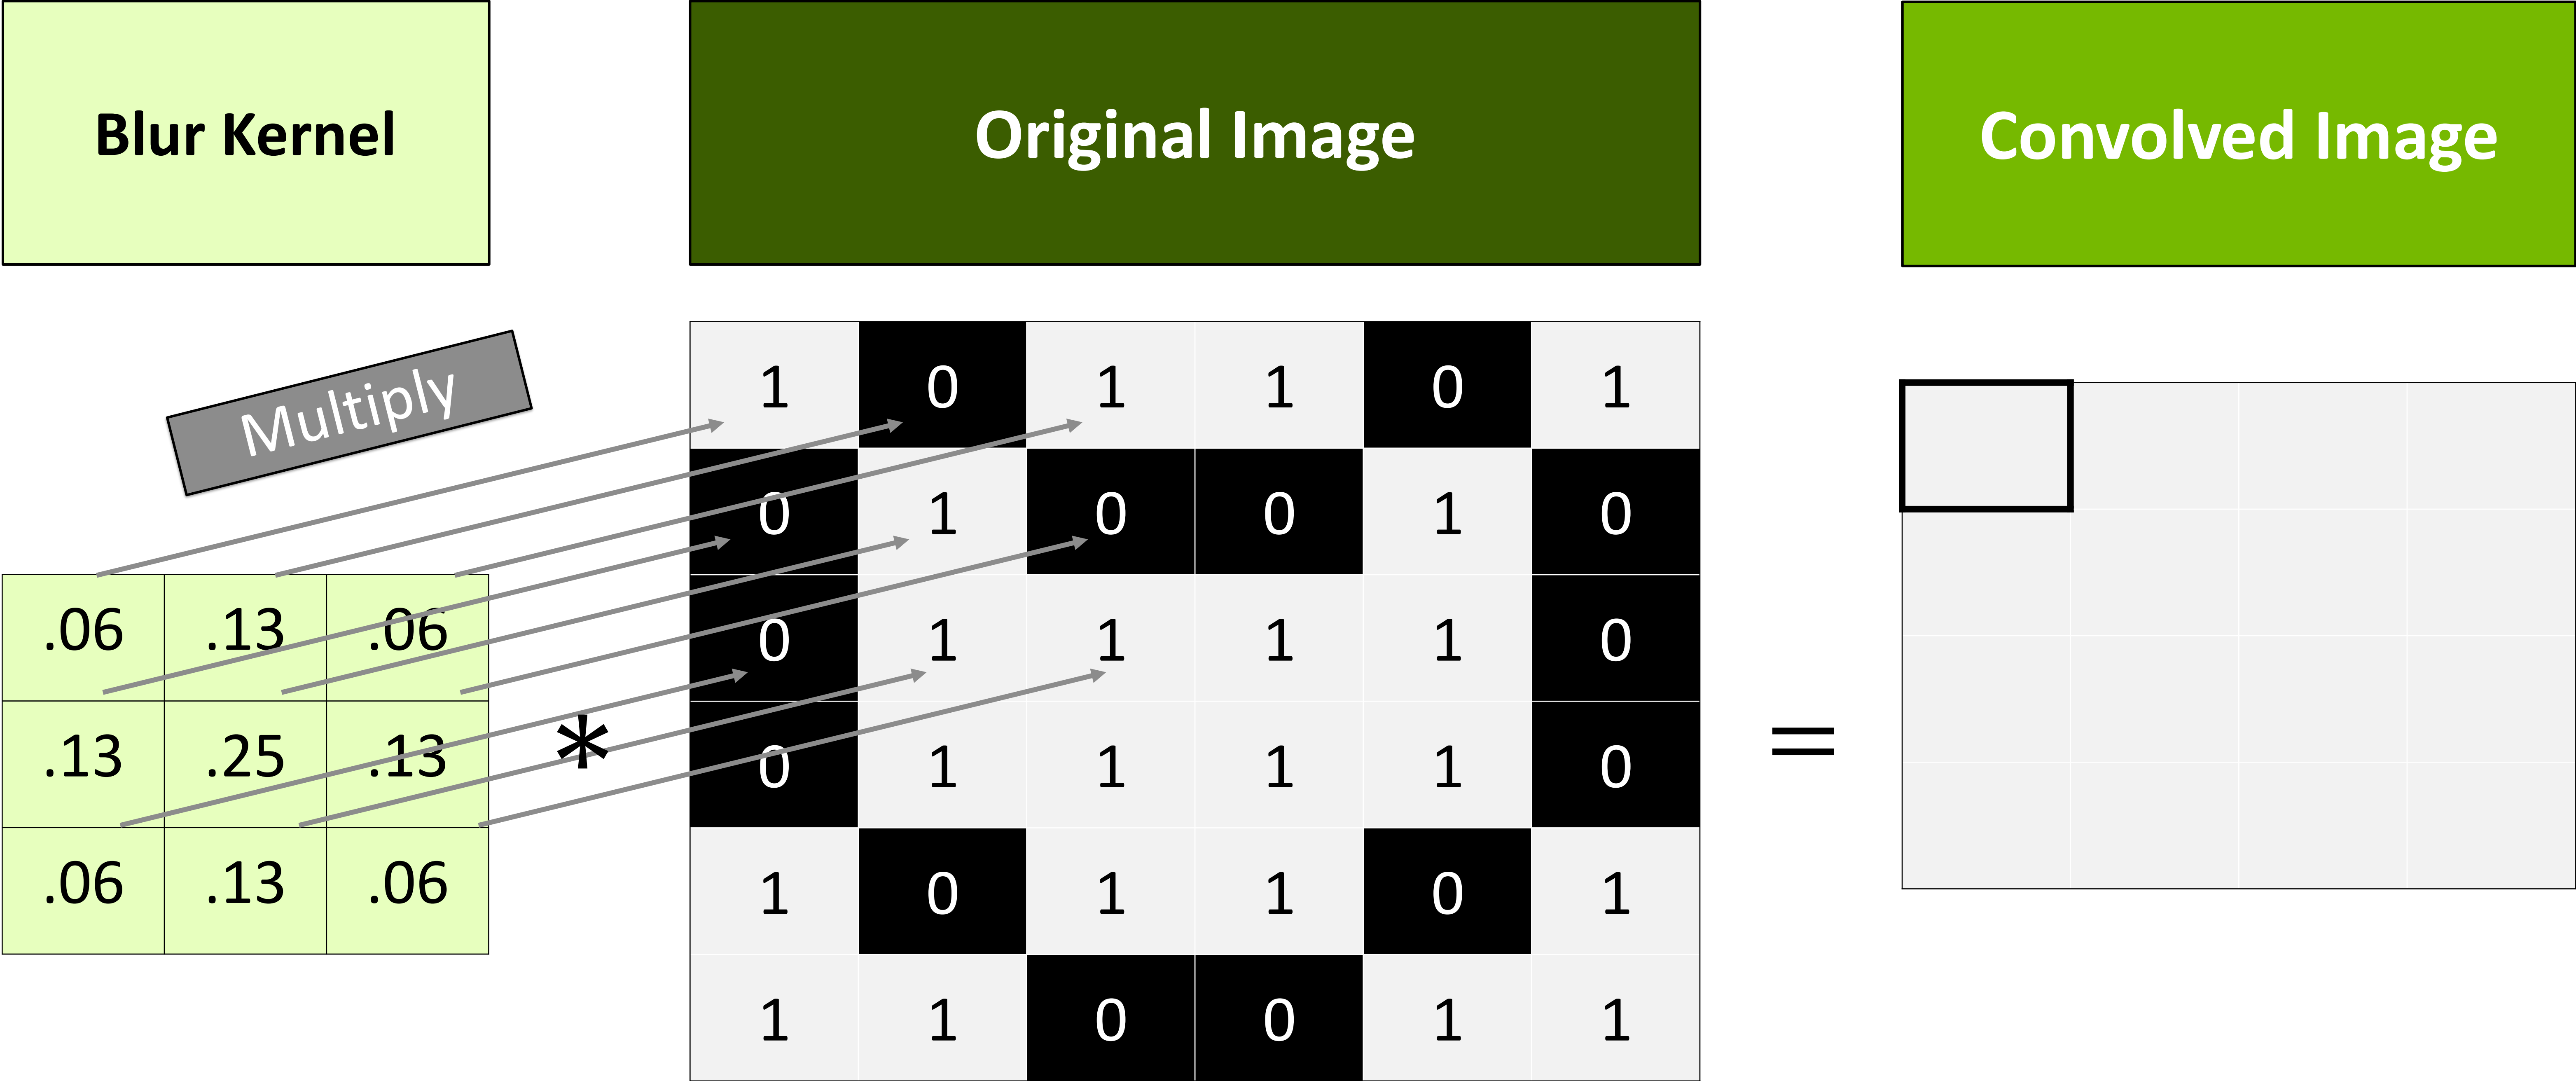 Blur Kernel
Original Image
Convolved Image
Multiply
.06 .13 .06
.13 .25 .13
.06 .13 .06
*
1 0 1 1 0 1
0 1 0 0 1 0
0 1 1 1 1 0
0 1 1 1 1 0
1 0 1 1 0 1
1 1 0 0 1 1
=